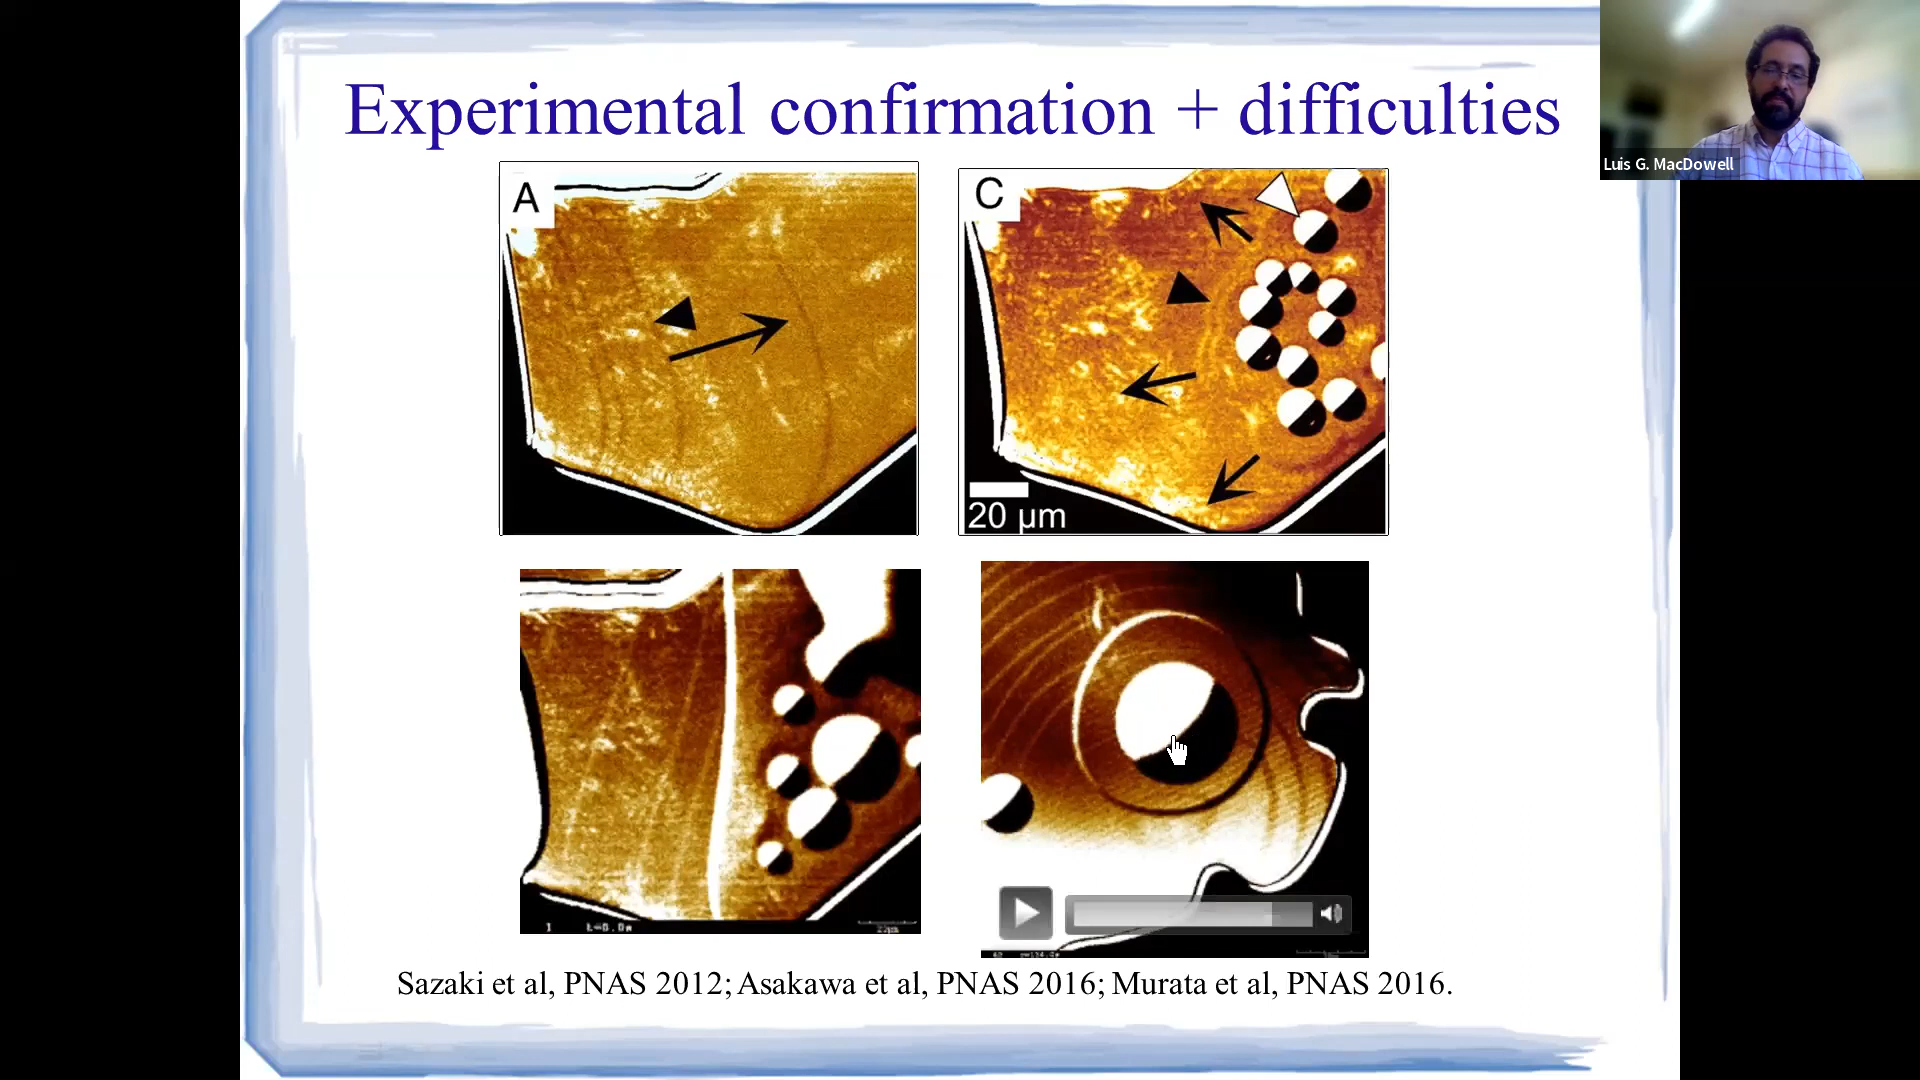 Experimental confirmation + difficulties
Luis G. MacDowell
A
C
20 µm
Sazaki et al, PNAS 2012; Asakawa et al, PNAS 2016; Murata et al, PNAS 2016.